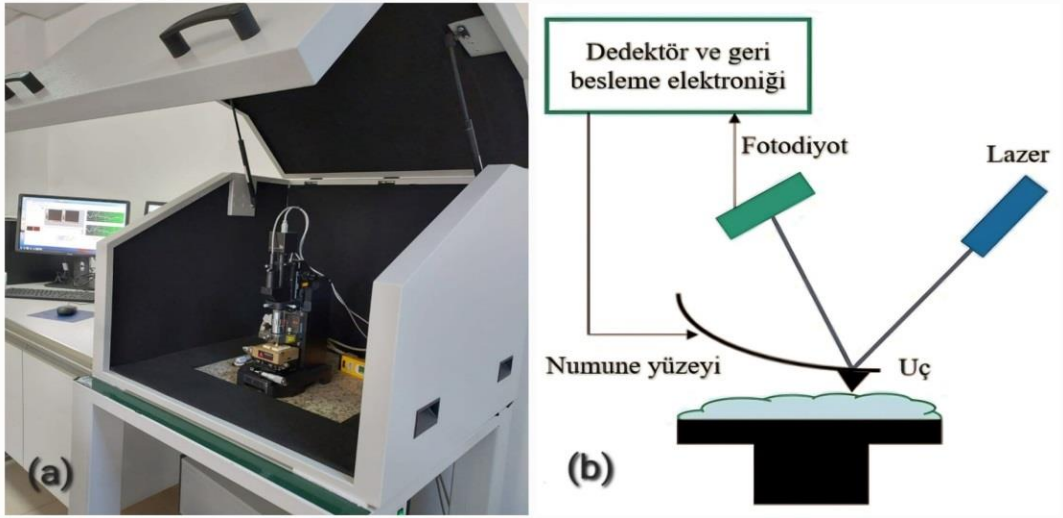 Dedektör ve geri
besleme elektroniği
Fotodiyot
Lazer
Numune yüzeyi
Uç
(a)
(b)